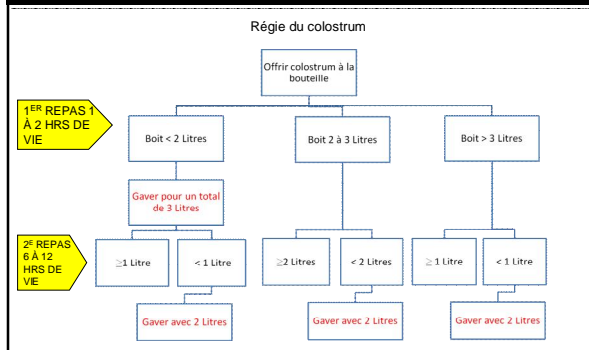 Régie du colostrum
Offrir colostrum à la
bouteille
1ER REPAS 1
À 2 HRS DE
VIE
Boit < 2 Litres
Boit 2 à 3 Litres
Boit > 3 Litres
Gaver pour un total
de 3 Litres
2E REPAS
6 À 12
HRS DE
VIE
≥1 Litre
< 1 Litre
≥2 Litres
< 2 Litres
≥ 1 Litre
< 1 Litre
Gaver avec 2 Litres
Gaver avec 2 Litres
Gaver avec 2 Litres